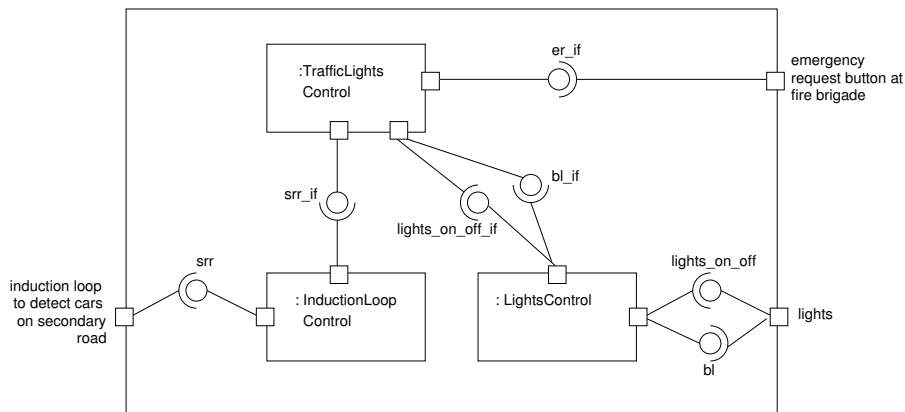 :TrafficLights
Control
er_if
emergency
request button at
fire brigade
srr_if
bl_if
lights_on_off_if
srr
induction loop
to detect cars
on secondary
road
: InductionLoop
Control
: LightsControl
lights_on_off
lights
bl